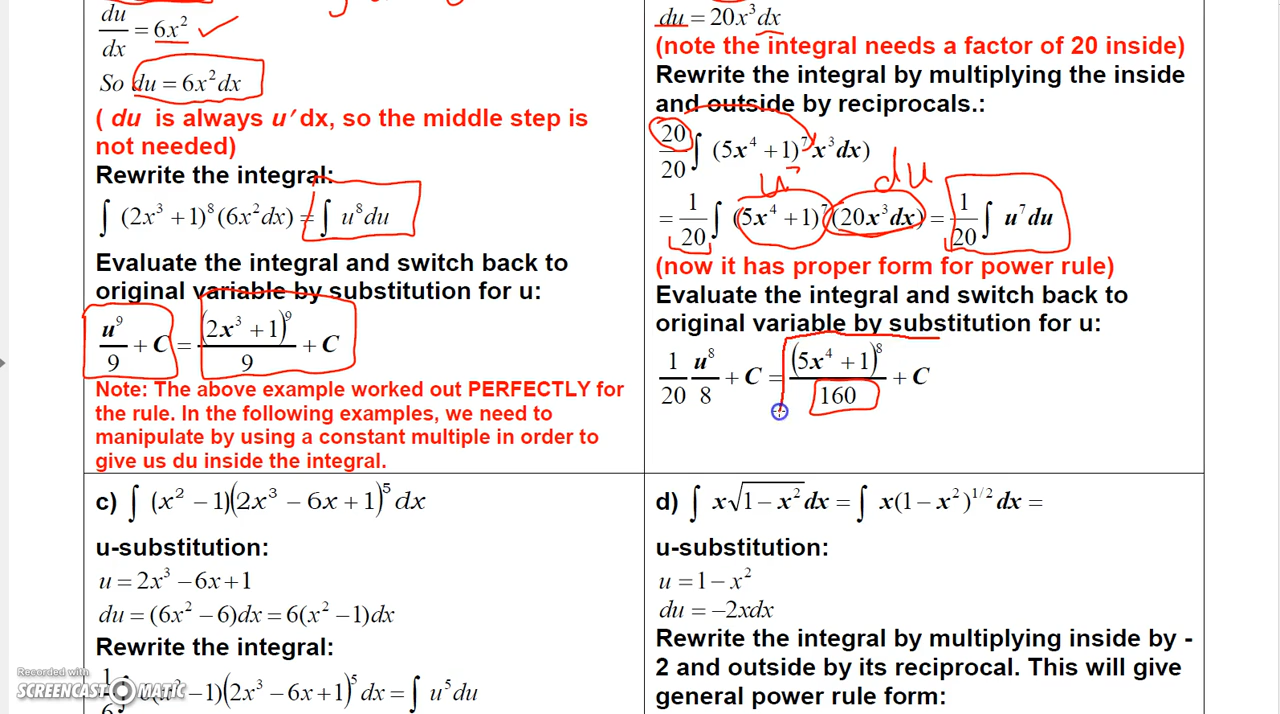 du/dx = 6x²
So du = 6x²dx
( du is always u′dx, so the middle step is
not needed)
Rewrite the integral:
∫ (2x³ +1)⁸(6x²dx) = ∫ u⁸du
Evaluate the integral and switch back to
original variable by substitution for u:
u⁹/9 + C = (2x³ +1)⁹/9 + C
Note: The above example worked out PERFECTLY for
the rule. In the following examples, we need to
manipulate by using a constant multiple in order to
give us du inside the integral.
du = 20x³dx
(note the integral needs a factor of 20 inside)
Rewrite the integral by multiplying the inside
and outside by reciprocals.:
20/20 ∫ (5x⁴ +1)⁷x³dx)
u⁷ du
= 1/20 ∫ (5x⁴ +1)⁷(20x³dx) = 1/20 ∫ u⁷du
(now it has proper form for power rule)
Evaluate the integral and switch back to
original variable by substitution for u:
1/20 u⁸/8 + C = (5x⁴ +1)⁸/160 + C
c) ∫ (x² −1)(2x³ −6x +1)⁵dx
u-substitution:
u = 2x³ −6x+1
du = (6x² −6)dx = 6(x² −1)dx
Rewrite the integral:
−1)(2x³ −6x+1)⁵dx = ∫ u⁵du
d) ∫ x√1−x² dx = ∫ x(1−x²)^1/2 dx =
u-substitution:
u = 1−x²
du = −2xdx
Rewrite the integral by multiplying inside by -
2 and outside by its reciprocal. This will give
general power rule form:
Recorded with
SCREENCAST MATIC